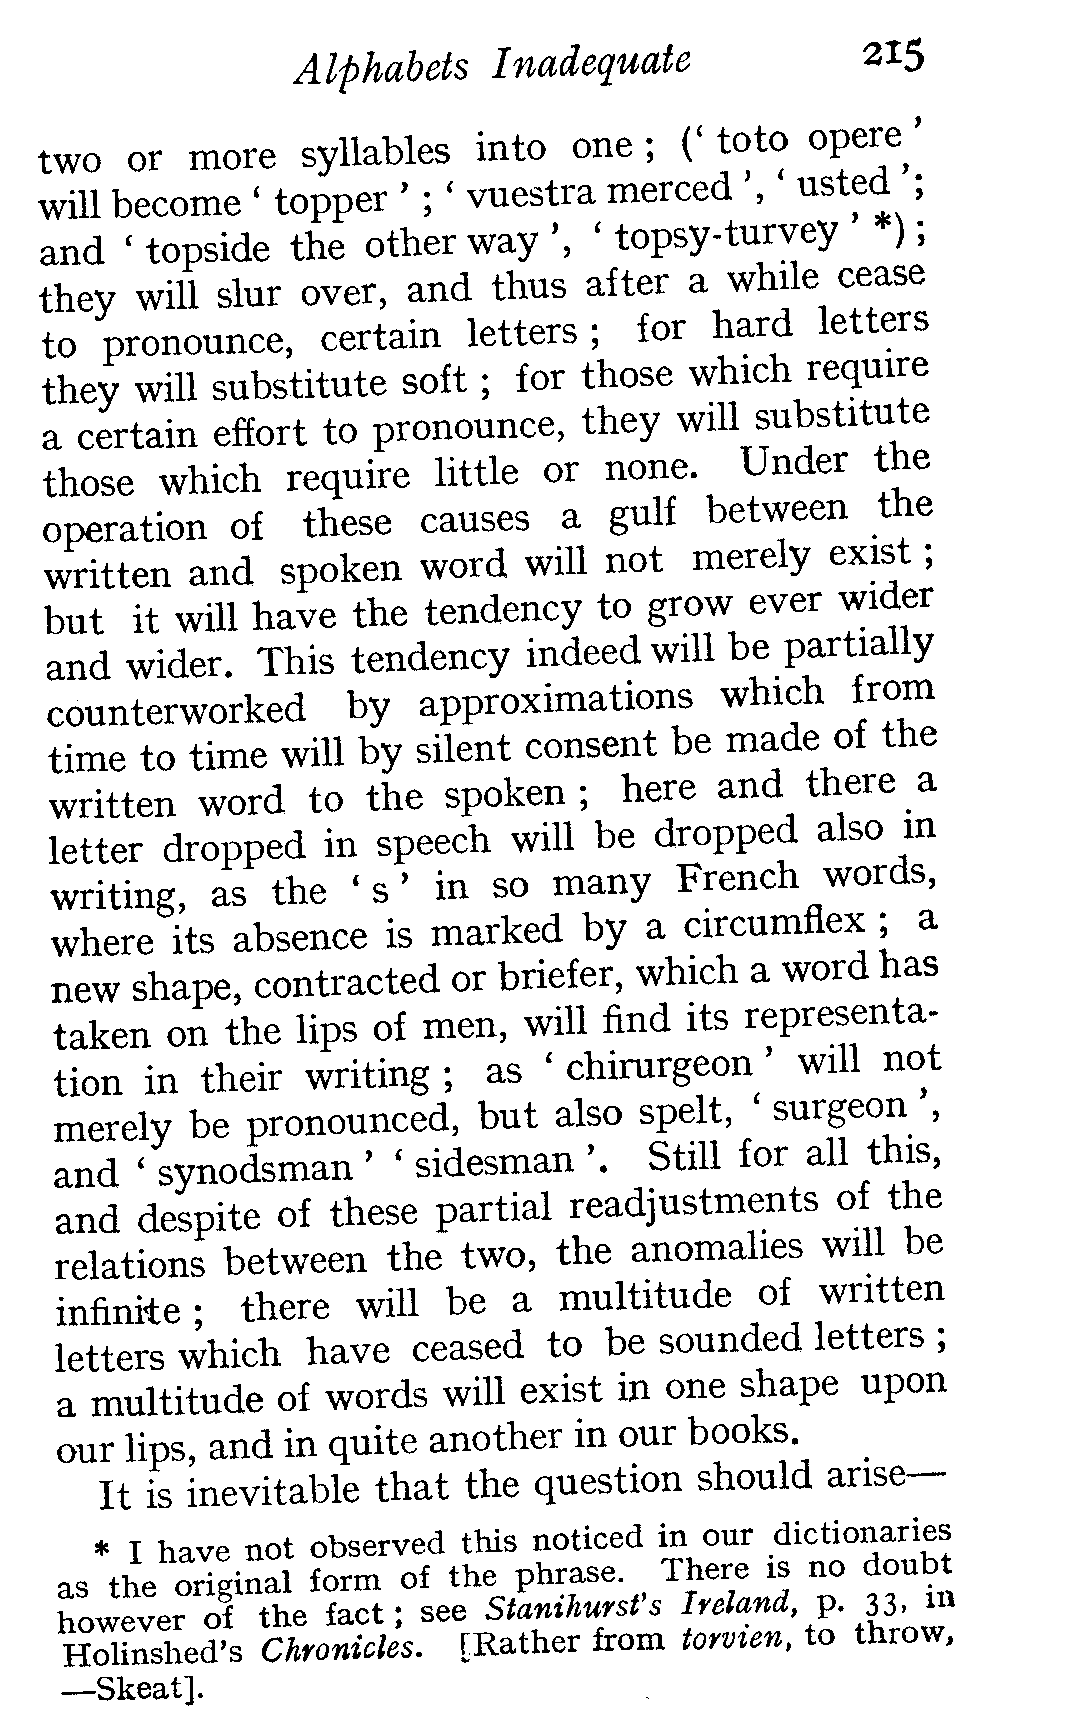 Alphabets Inadequate 215
two or more syllables into one ; (‘ toto opere ’
will become ‘ topper ’ ; ‘ vuestra merced ’, ‘ usted ’;
and ‘ topside the other way ’, ‘ topsy-turvey ’ *) ;
they will slur over, and thus after a while cease
to pronounce, certain letters ; for hard letters
they will substitute soft ; for those which require
a certain effort to pronounce, they will substitute
those which require little or none. Under the
operation of these causes a gulf between the
written and spoken word will not merely exist ;
but it will have the tendency to grow ever wider
and wider. This tendency indeed will be partially
counterworked by approximations which from
time to time will by silent consent be made of the
written word to the spoken ; here and there a
letter dropped in speech will be dropped also in
writing, as the ‘ s ’ in so many French words,
where its absence is marked by a circumflex ; a
new shape, contracted or briefer, which a word has
taken on the lips of men, will find its representa-
tion in their writing ; as ‘ chirurgeon ’ will not
merely be pronounced, but also spelt, ‘ surgeon ’,
and ‘ synodsman ’ ‘ sidesman ’. Still for all this,
and despite of these partial readjustments of the
relations between the two, the anomalies will be
infinite ; there will be a multitude of written
letters which have ceased to be sounded letters ;
a multitude of words will exist in one shape upon
our lips, and in quite another in our books.
It is inevitable that the question should arise—
* I have not observed this noticed in our dictionaries
as the original form of the phrase. There is no doubt
however of the fact ; see Stanihurst's Ireland, p. 33, in
Holinshed's Chronicles. [Rather from torvien, to throw,
—Skeat].